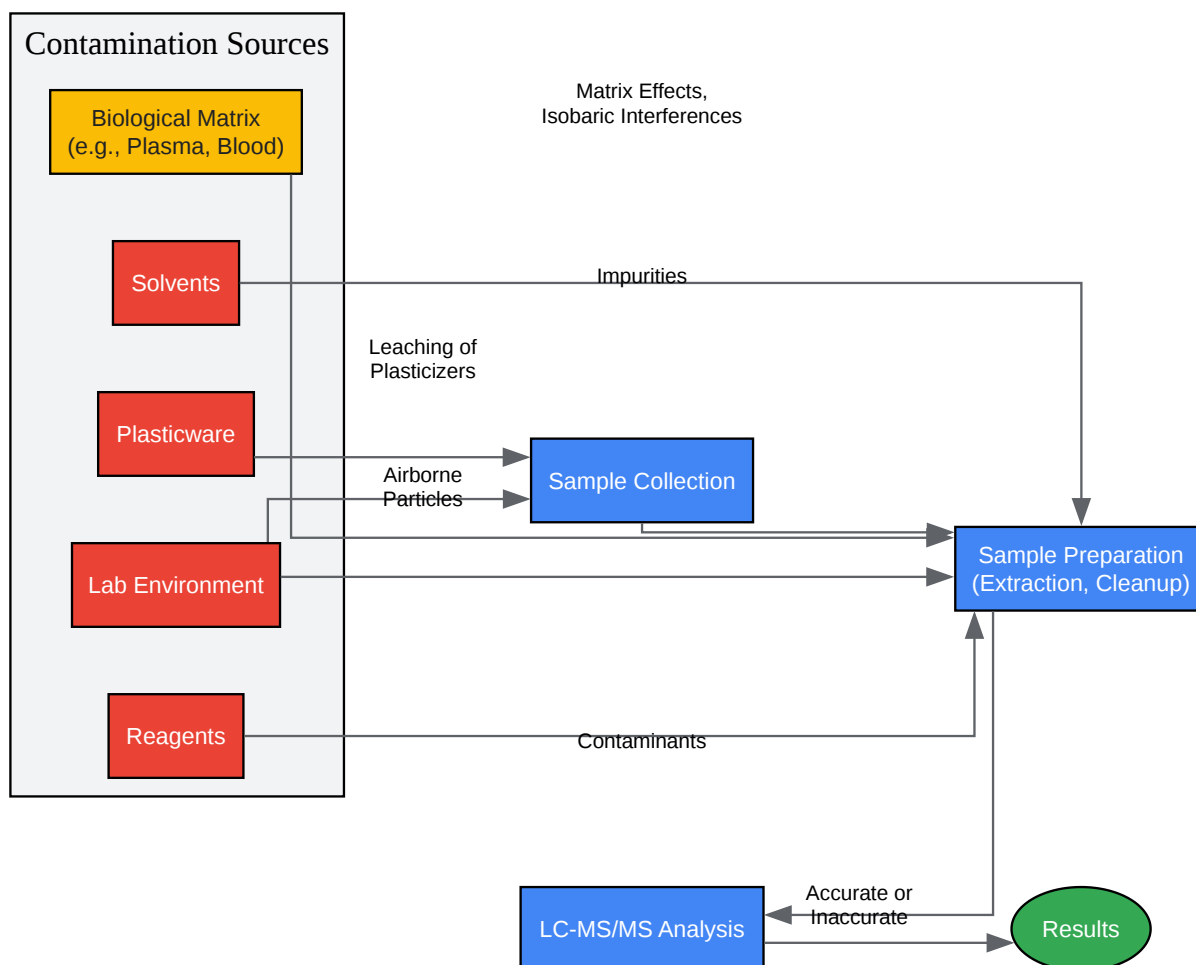 Contamination Sources
Biological Matrix
(e.g., Plasma, Blood)
Matrix Effects,
Isobaric Interferences
Solvents
Impurities
Leaching of
Plasticizers
Plasticware
Airborne
Particles
Sample Collection
Lab Environment
Sample Preparation
(Extraction, Cleanup)
Reagents
Contaminants
LC-MS/MS Analysis
Accurate or
Inaccurate
Results